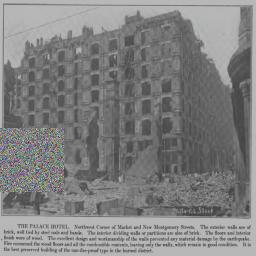 THE PALACE HOTEL. Northwest Corner of Market and New Montgomery Streets. The exterior walls are of
brick, well tied by steel rods and bands. The interior dividing walls or partitions are also of brick. The floors and interior
finish were of wood. The excellent design and workmanship of the walls prevented any material damage by the earthquake.
Fire consumed the wood floors and all the combustible contents, leaving only the walls, which remain in good condition. It is
the best preserved building of the non-fire-proof type in the burned district.